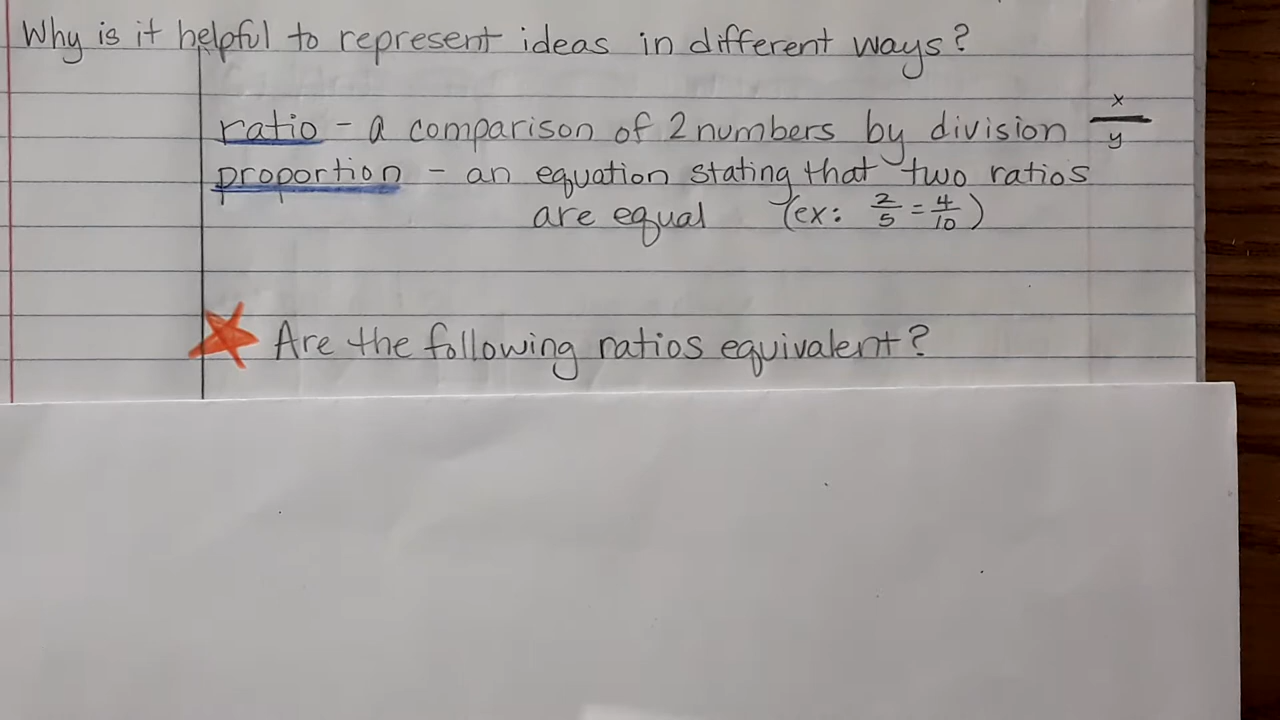 Why is it helpful to represent ideas in different ways?
ratio - a comparison of 2 numbers by division x/y
proportion - an equation stating that two ratios
are equal (ex: 2/5 = 4/10)
Are the following ratios equivalent?